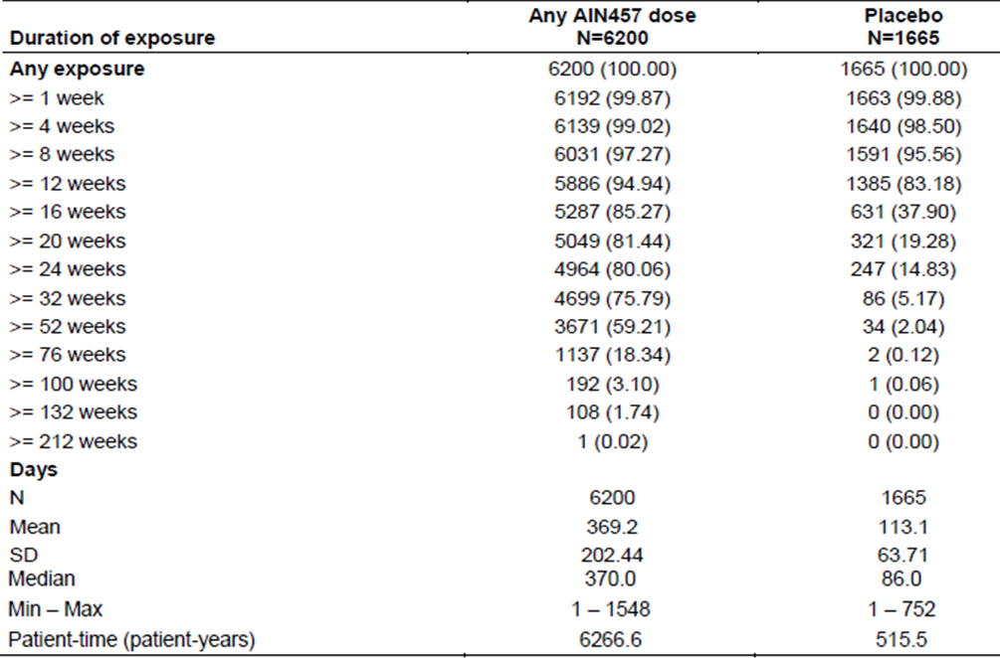 Any AIN457 dose Placebo
Duration of exposure N=6200 N=1665
Any exposure 6200 (100.00) 1665 (100.00)
>= 1 week 6192 (99.87) 1663 (99.88)
>= 4 weeks 6139 (99.02) 1640 (98.50)
>= 8 weeks 6031 (97.27) 1591 (95.56)
>= 12 weeks 5886 (94.94) 1385 (83.18)
>= 16 weeks 5287 (85.27) 631 (37.90)
>= 20 weeks 5049 (81.44) 321 (19.28)
>= 24 weeks 4964 (80.06) 247 (14.83)
>= 32 weeks 4699 (75.79) 86 (5.17)
>= 52 weeks 3671 (59.21) 34 (2.04)
>= 76 weeks 1137 (18.34) 2 (0.12)
>= 100 weeks 192 (3.10) 1 (0.06)
>= 132 weeks 108 (1.74) 0 (0.00)
>= 212 weeks 1 (0.02) 0 (0.00)
Days
N 6200 1665
Mean 369.2 113.1
SD 202.44 63.71
Median 370.0 86.0
Min – Max 1 – 1548 1 – 752
Patient-time (patient-years) 6266.6 515.5